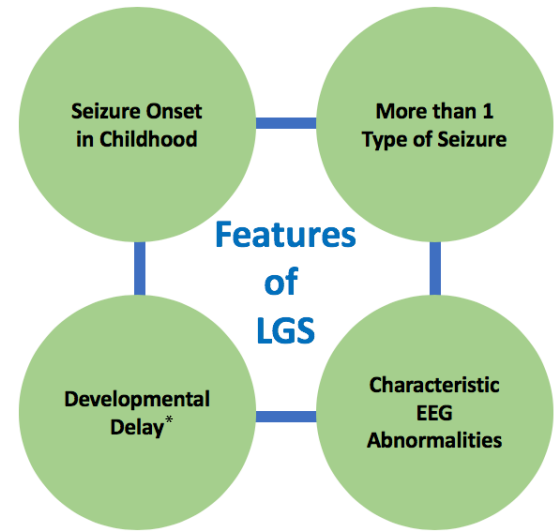 Seizure Onset
in Childhood
More than 1
Type of Seizure
Features
of
LGS
Developmental
Delay*
Characteristic
EEG
Abnormalities